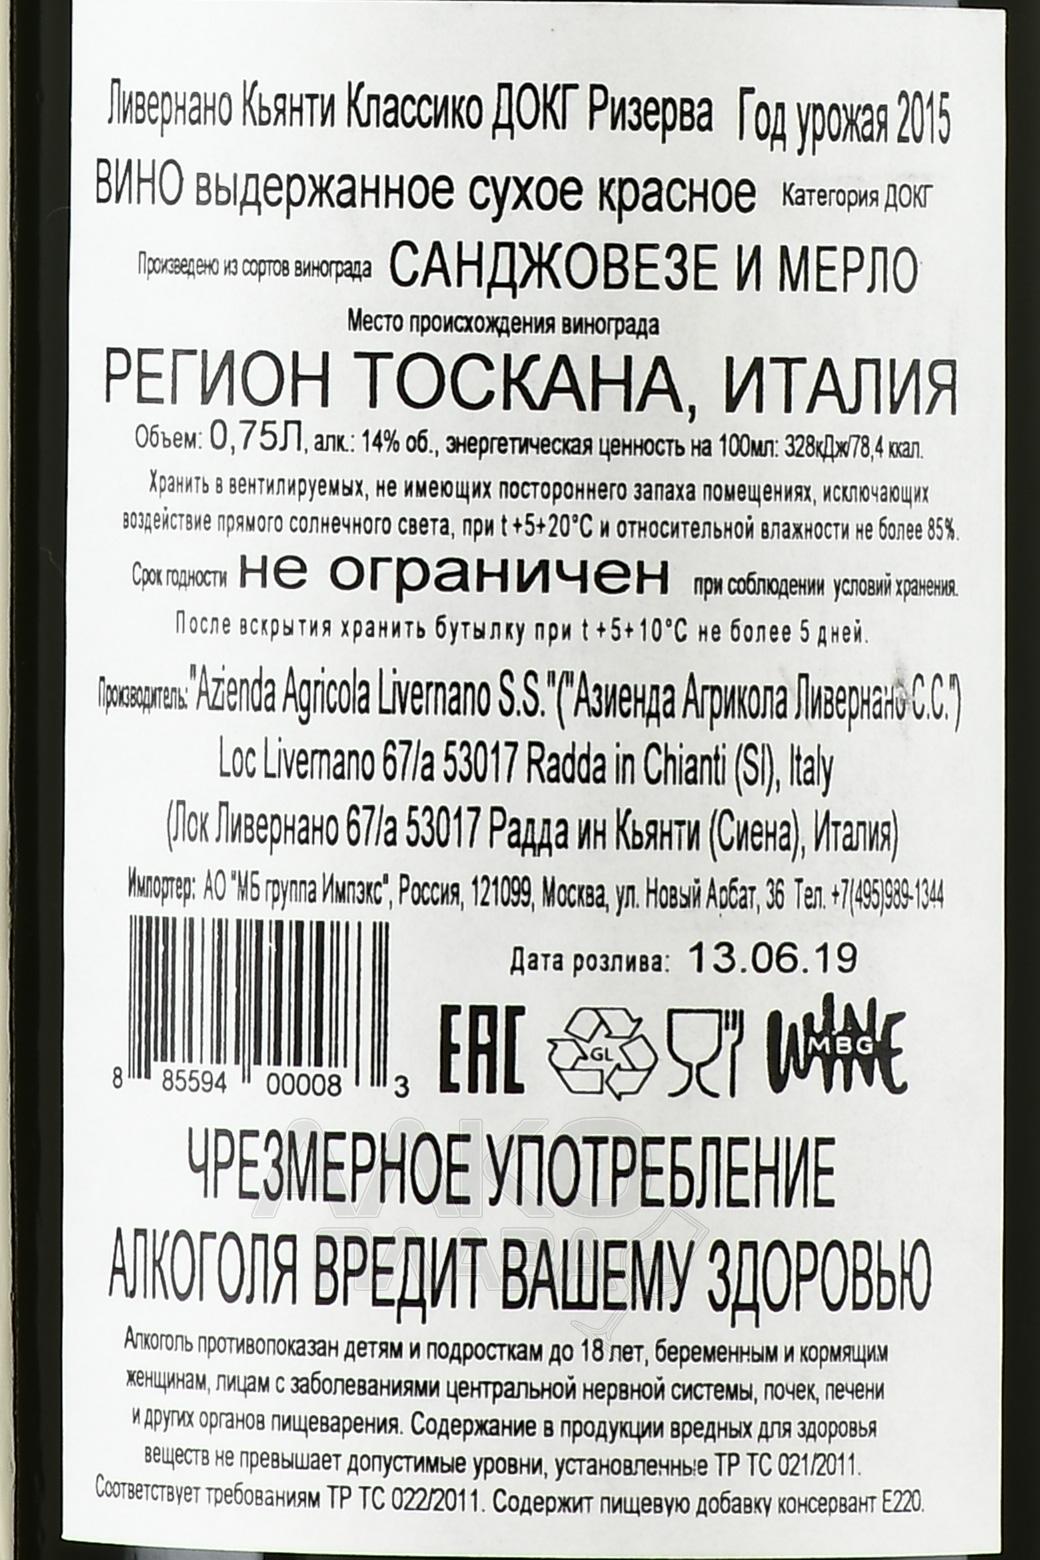 Ливернано Кьянти Классико ДОКГ Ризерва Год урожая 2015
ВИНО выдержанное сухое красное Категория ДОКГ
Произведено из сортов винограда САНДЖОВЕЗЕ И МЕРЛО
Место происхождения винограда
РЕГИОН ТОСКАНА, ИТАЛИЯ
Объем: 0,75Л, алк.: 14% об., энергетическая ценность на 100мл: 328кДж/78,4 ккал.
Хранить в вентилируемых, не имеющих постороннего запаха помещениях, исключающих
воздействие прямого солнечного света, при t +5+20°C и относительной влажности не более 85%.
Срок годности не ограничен при соблюдении условий хранения.
После вскрытия хранить бутылку при t +5+10°C не более 5 дней.
Производитель: "Azienda Agricola Livernano S.S."("Азиенда Агрикола Ливернано С.С.")
Loc Livernano 67/a 53017 Radda in Chianti (SI), Italy
(Лок Ливернано 67/а 53017 Радда ин Кьянти (Сиена), Италия)
Импортер: АО "МБ группа Импэкс", Россия, 121099, Москва, ул. Новый Арбат, 36 Тел. +7(495)989-1344
Дата розлива: 13.06.19
8 85594 00008 3
EAC
GL
WINE
MBG
ЧРЕЗМЕРНОЕ УПОТРЕБЛЕНИЕ
АЛКОГОЛЯ ВРЕДИТ ВАШЕМУ ЗДОРОВЬЮ
Алкоголь противопоказан детям и подросткам до 18 лет, беременным и кормящим
женщинам, лицам с заболеваниями центральной нервной системы, почек, печени
и других органов пищеварения. Содержание в продукции вредных для здоровья
веществ не превышает допустимые уровни, установленные ТР ТС 021/2011.
Соответствует требованиям ТР ТС 022/2011. Содержит пищевую добавку консервант Е220.